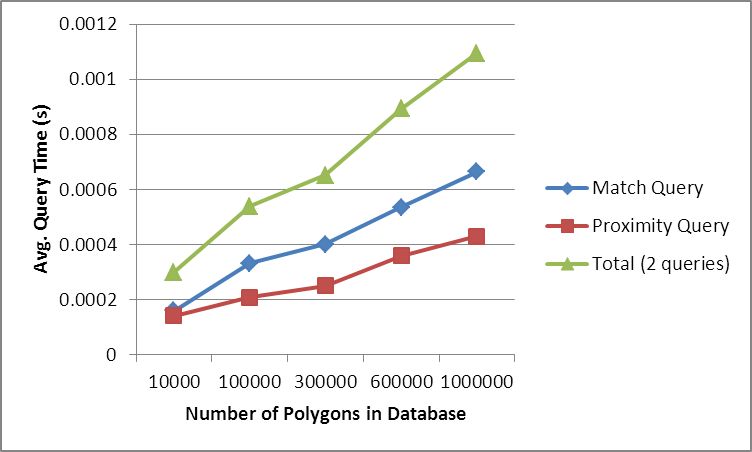 0.0012
0.001
0.0008
0.0006
0.0004
0.0002
0
Avg. Query Time (s)
10000 100000 300000 600000 1000000
Number of Polygons in Database
Match Query
Proximity Query
Total (2 queries)